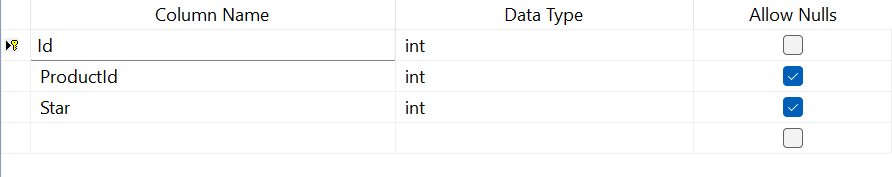 Column Name Data Type Allow Nulls
Id int
ProductId int
Star int